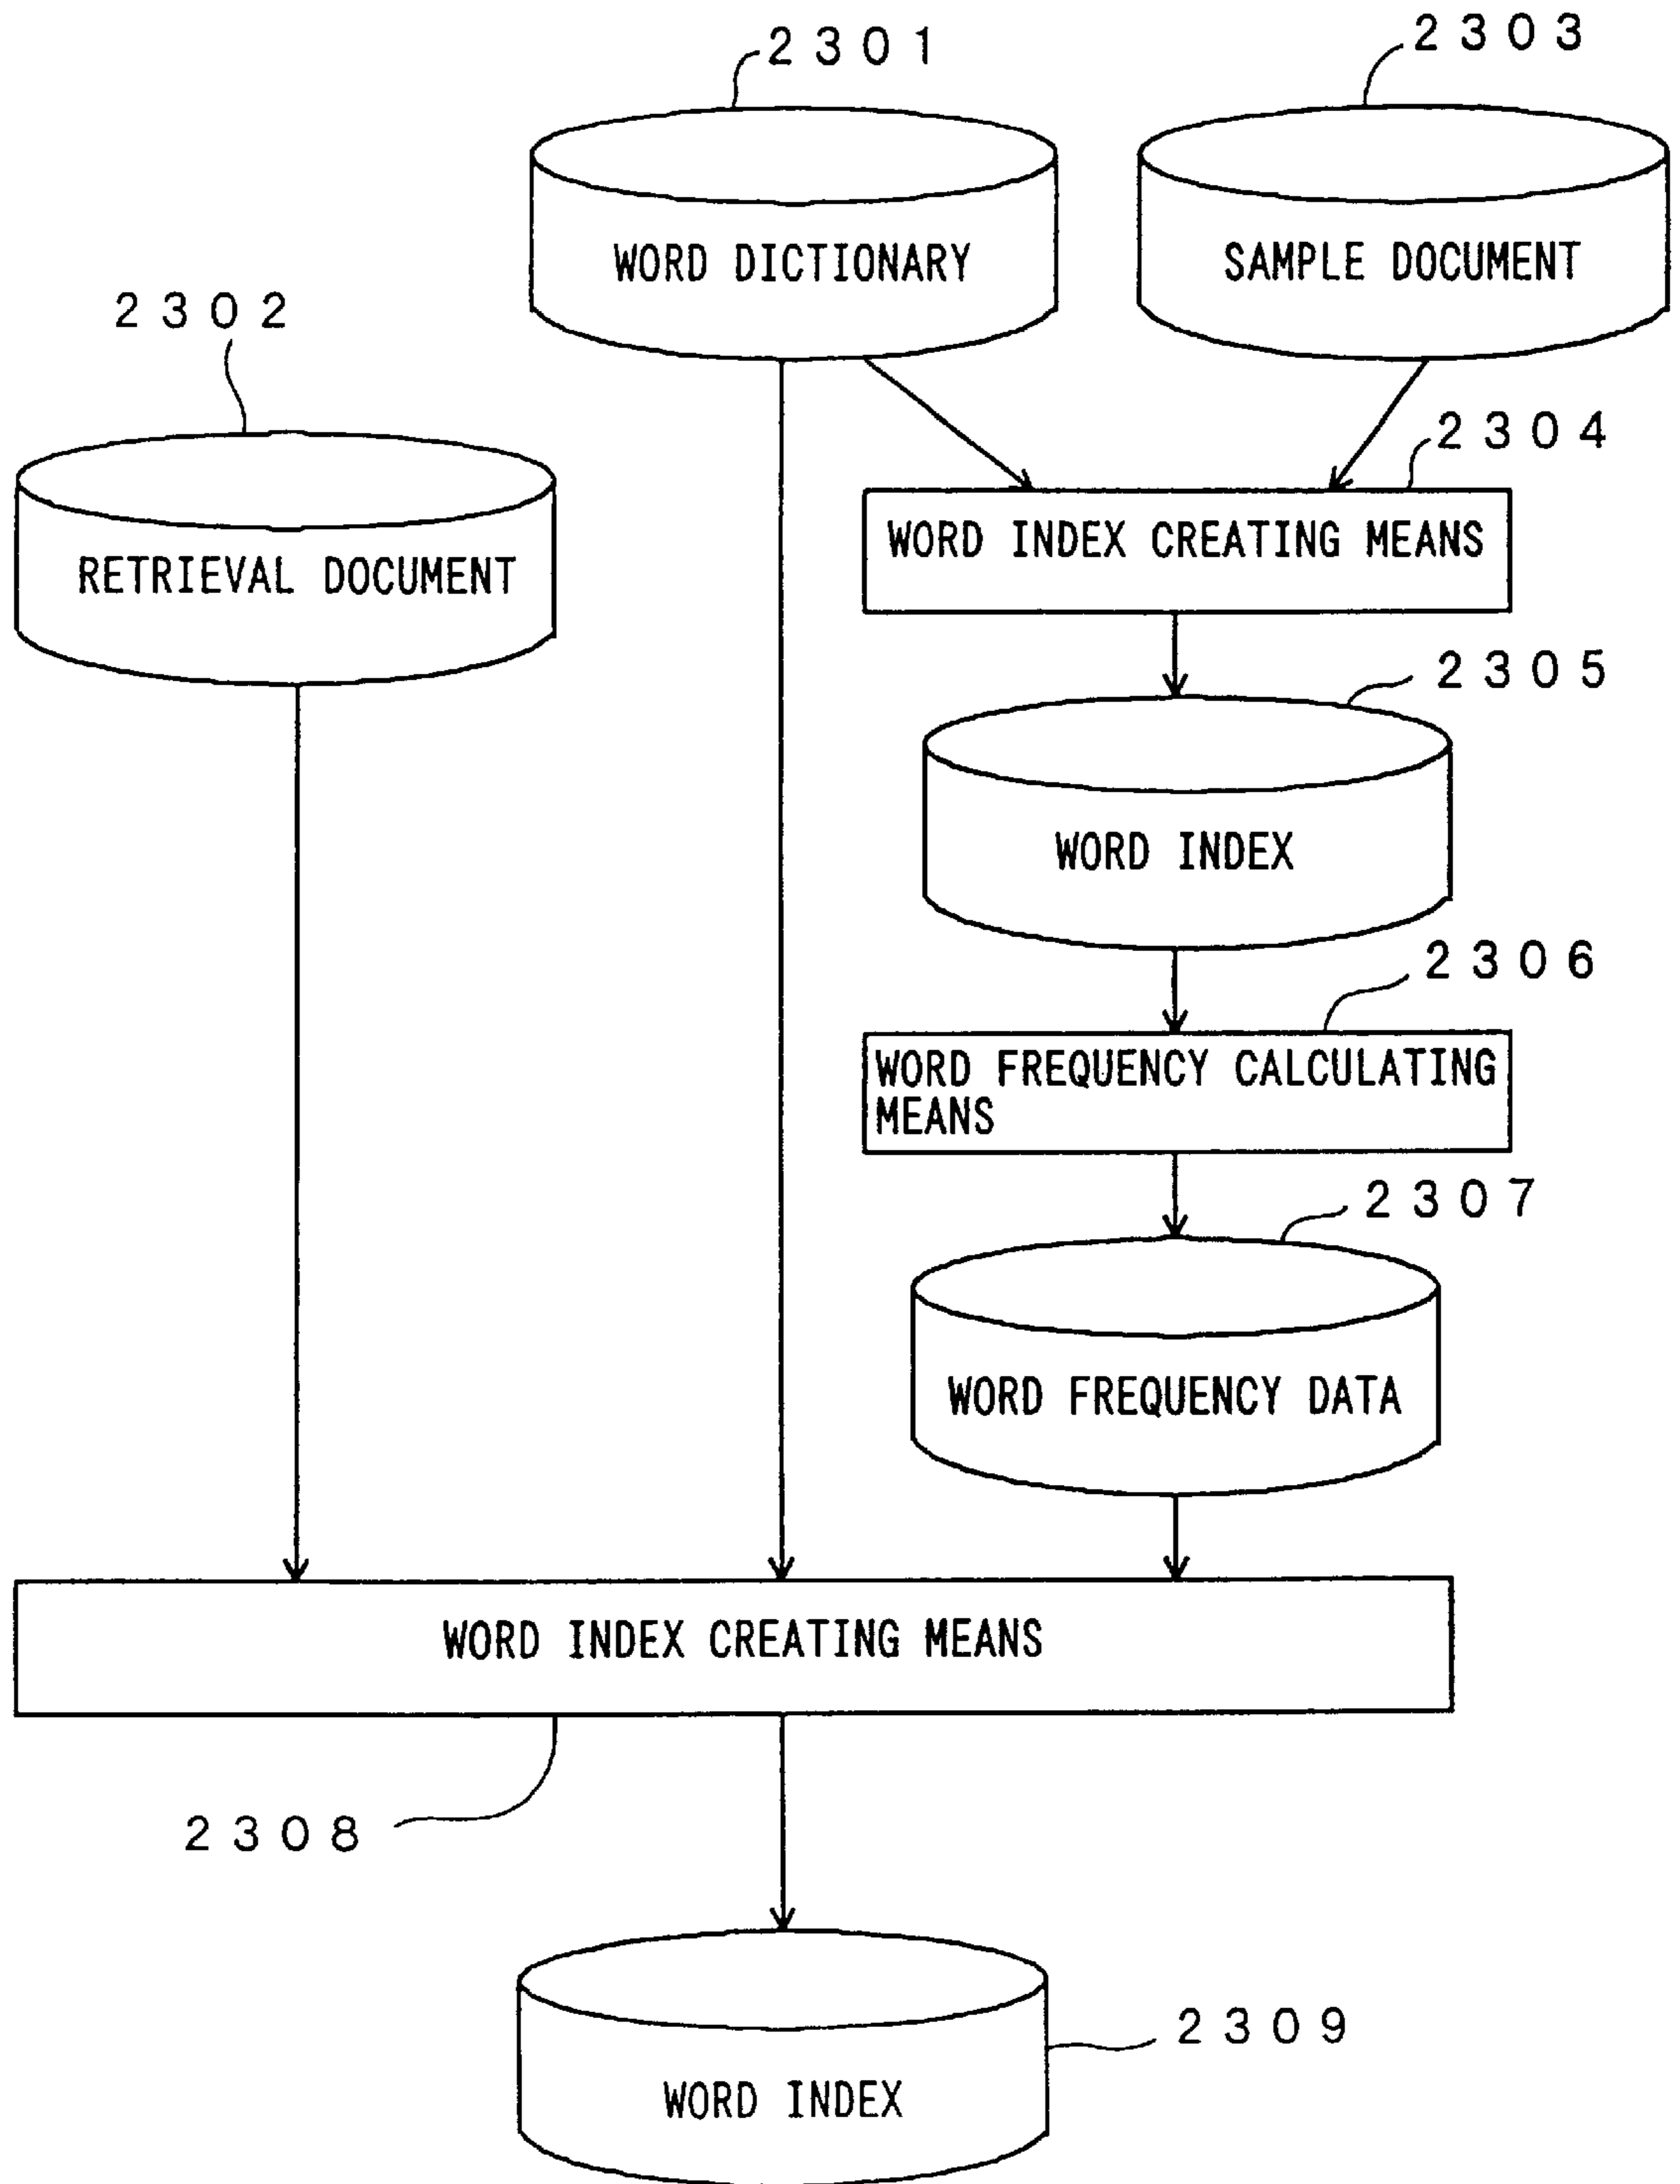 2301
2303
WORD DICTIONARY
SAMPLE DOCUMENT
2302
2304
RETRIEVAL DOCUMENT
WORD INDEX CREATING MEANS
2305
WORD INDEX
2306
WORD FREQUENCY CALCULATING
MEANS
2307
WORD FREQUENCY DATA
WORD INDEX CREATING MEANS
2308
2309
WORD INDEX